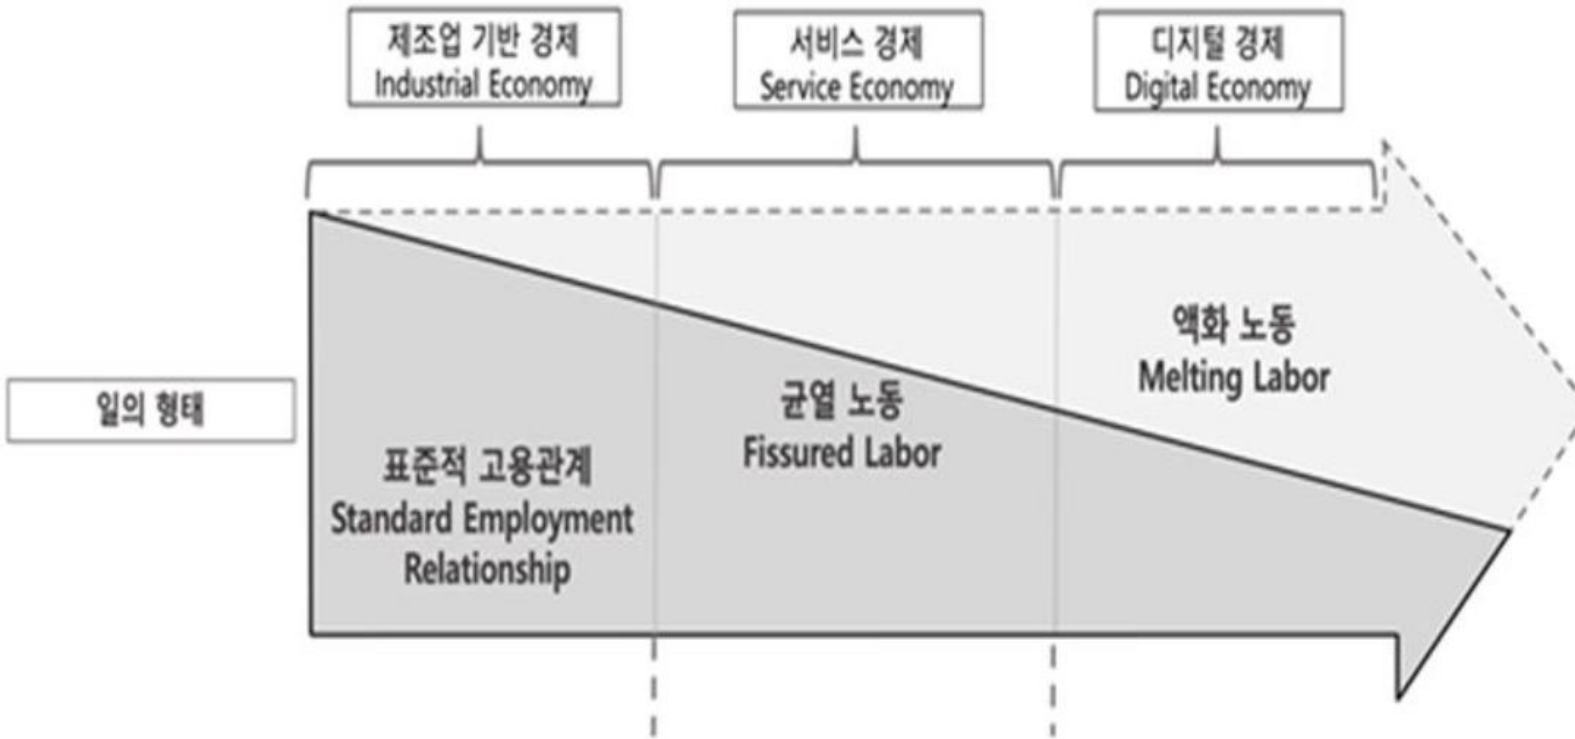 제조업 기반 경제
Industrial Economy
서비스 경제
Service Economy
디지털 경제
Digital Economy
일의 형태
표준적 고용관계
Standard Employment
Relationship
균열 노동
Fissured Labor
액화 노동
Melting Labor